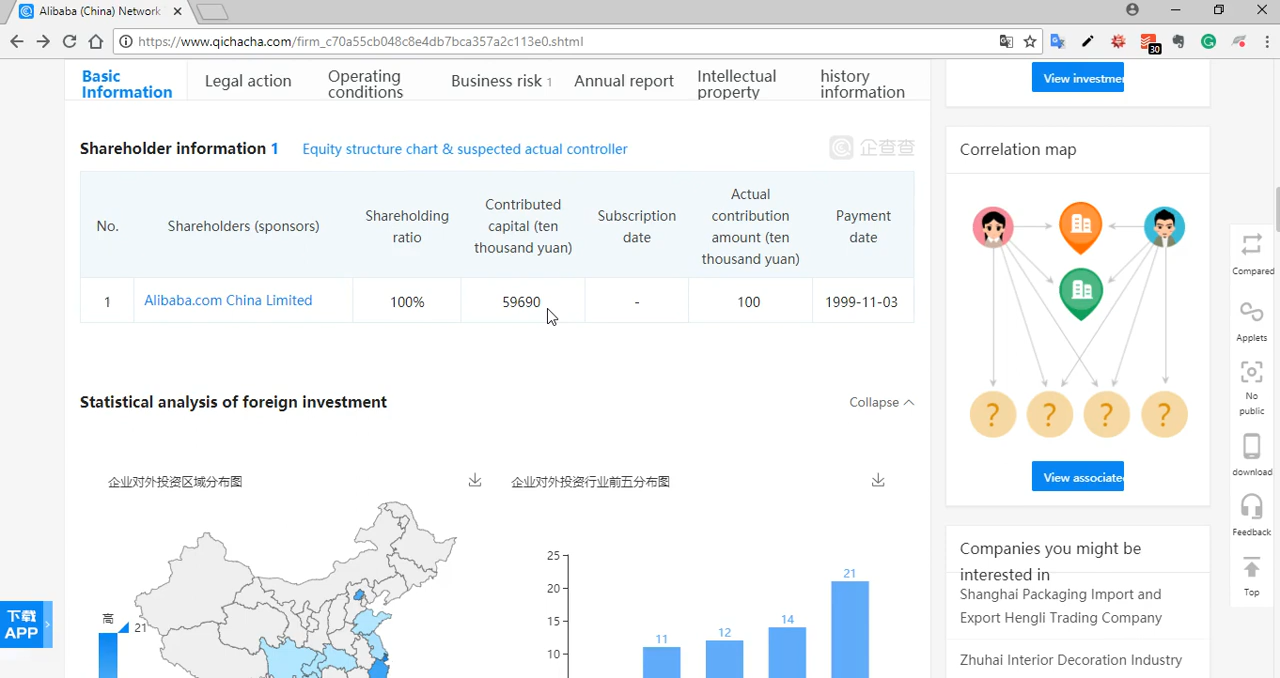 Alibaba (China) Network
https://www.qichacha.com/firm_c70a55cb048c8e4db7bca357a2c113e0.shtml
30
Basic
Information
Legal action
Operating
conditions
Business risk 1
Annual report
Intellectual
property
history
information
Shareholder information 1
Equity structure chart & suspected actual controller
企查查
No.
Shareholders (sponsors)
Shareholding
ratio
Contributed
capital (ten
thousand yuan)
Subscription
date
Actual
contribution
amount (ten
thousand yuan)
Payment
date
1
Alibaba.com China Limited
100%
59690
-
100
1999-11-03
Statistical analysis of foreign investment
Collapse
企业对外投资区域分布图
高
21
企业对外投资行业前五分布图
25
20
15
10
11
12
14
21
下载
APP
View investmer
Correlation map
?
?
?
?
View associate
Companies you might be
interested in
Shanghai Packaging Import and
Export Hengli Trading Company
Zhuhai Interior Decoration Industry
Compared
Applets
No
public
download
Feedback
Top